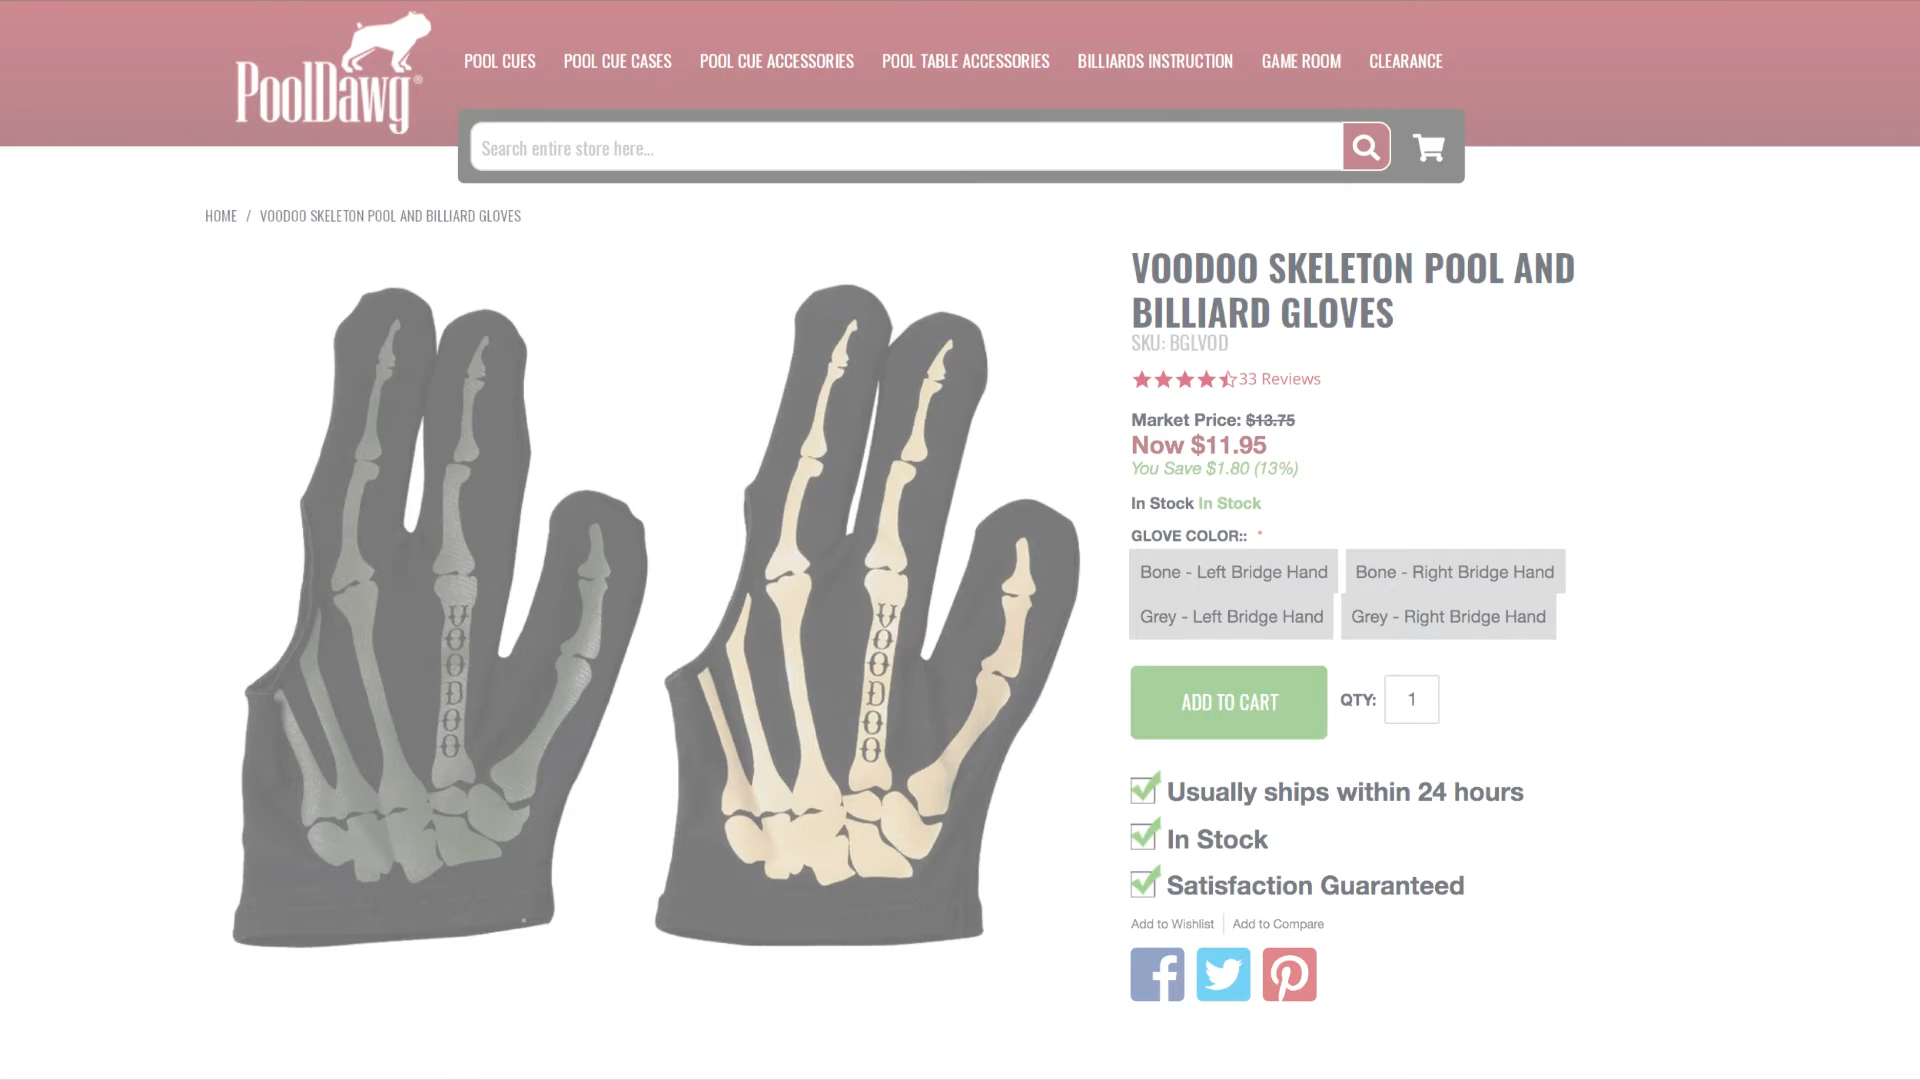 PoolDawg®
POOL CUES
POOL CUE CASES
POOL CUE ACCESSORIES
POOL TABLE ACCESSORIES
BILLIARDS INSTRUCTION
GAME ROOM
CLEARANCE
Search entire store here...
HOME / VOODOO SKELETON POOL AND BILLIARD GLOVES
VOODOO
VOODOO
VOODOO SKELETON POOL AND
BILLIARD GLOVES
SKU: BGLVOD
33 Reviews
Market Price: $13.75
Now $11.95
You Save $1.80 (13%)
In Stock In Stock
GLOVE COLOR:: *
Bone - Left Bridge Hand
Bone - Right Bridge Hand
Grey - Left Bridge Hand
Grey - Right Bridge Hand
ADD TO CART
QTY: 1
Usually ships within 24 hours
In Stock
Satisfaction Guaranteed
Add to Wishlist
Add to Compare